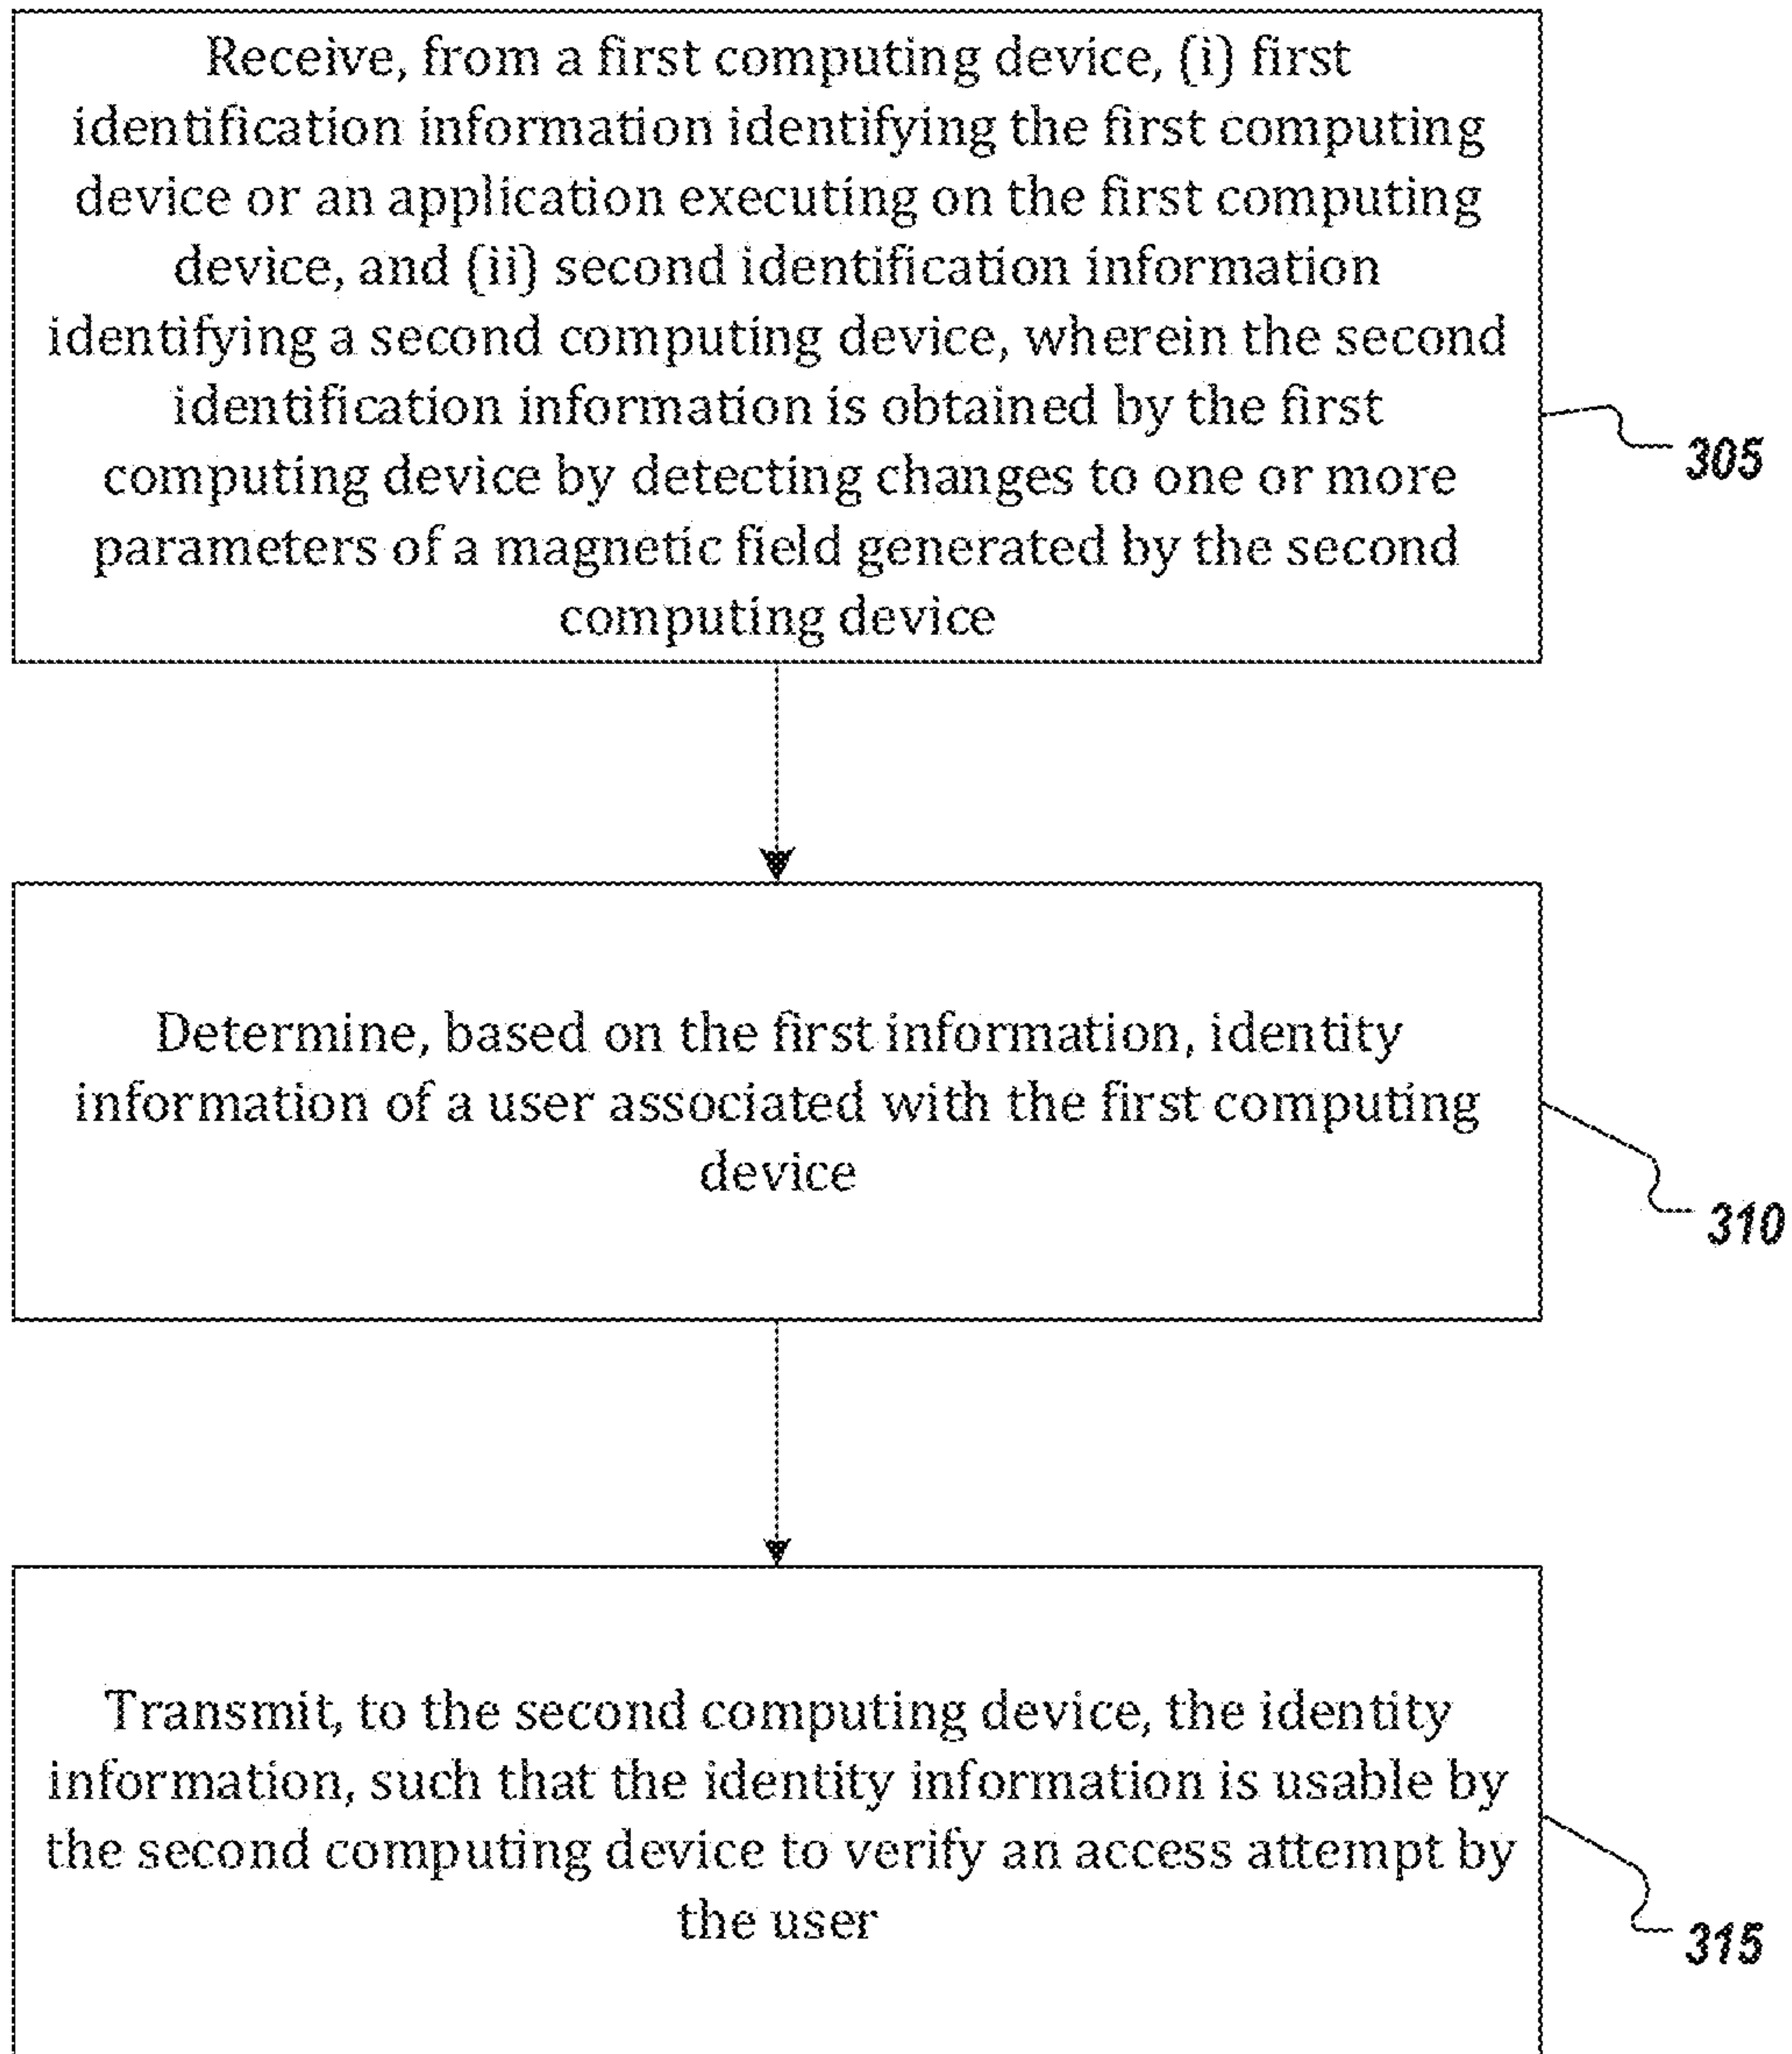 Receive, from a first computing device, (i) first
identification information identifying the first computing
device or an application executing on the first computing
device, and (ii) second identification information
identifying a second computing device, wherein the second
identification information is obtained by the first
computing device by detecting changes to one or more
parameters of a magnetic field generated by the second
computing device
305
Determine, based on the first information, identity
information of a user associated with the first computing
device
310
Transmit, to the second computing device, the identity
information, such that the identity information is usable by
the second computing device to verify an access attempt by
the user
315